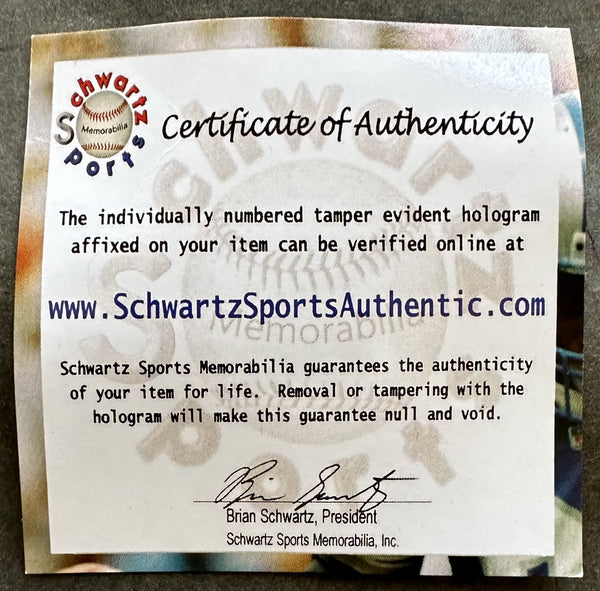 Schwartz
Sports
Memorabilia
Certificate of Authenticity
The individually numbered tamper evident hologram
affixed on your item can be verified online at
www.SchwartzSportsAuthentic.com
Schwartz Sports Memorabilia guarantees the authenticity
of your item for life. Removal or tampering with the
hologram will make this guarantee null and void.
Brian Schwartz, President
Schwartz Sports Memorabilia, Inc.